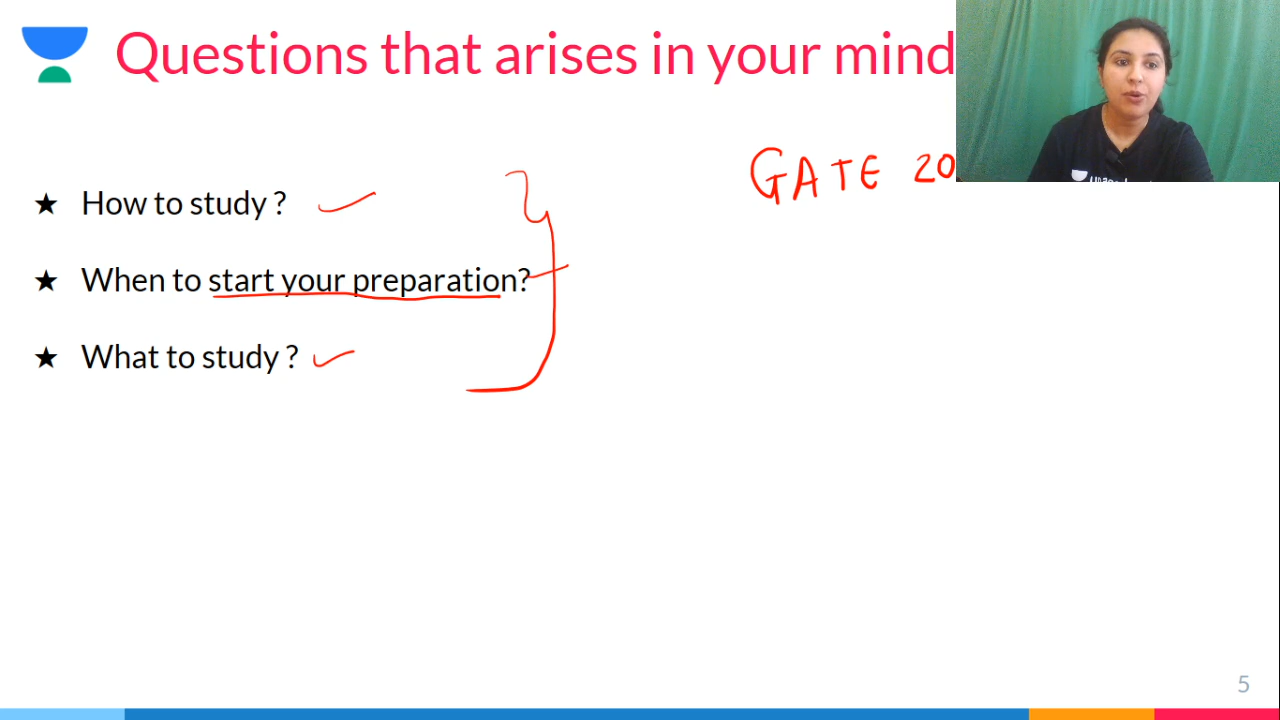 Questions that arises in your mind
GATE 20
★ How to study ?
★ When to start your preparation?
★ What to study ?
5